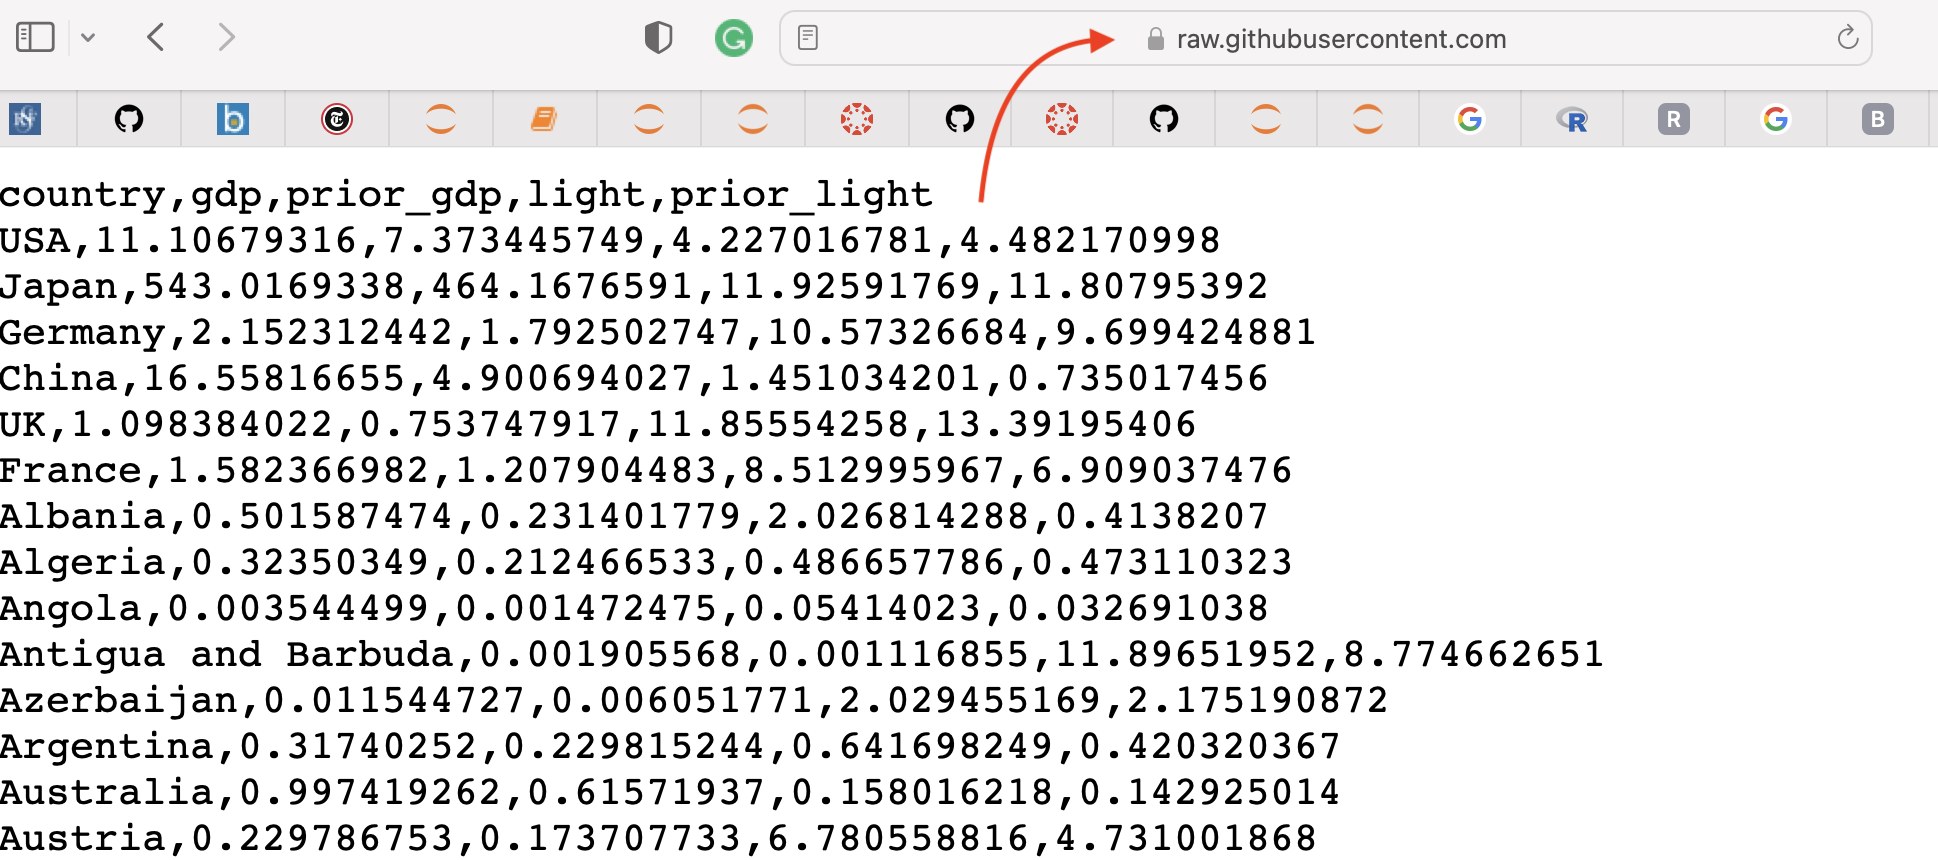 raw.githubusercontent.com
country,gdp,prior_gdp,light,prior_light
USA,11.10679316,7.373445749,4.227016781,4.482170998
Japan,543.0169338,464.1676591,11.92591769,11.80795392
Germany,2.152312442,1.792502747,10.57326684,9.699424881
China,16.55816655,4.900694027,1.451034201,0.735017456
UK,1.098384022,0.753747917,11.85554258,13.39195406
France,1.582366982,1.207904483,8.512995967,6.909037476
Albania,0.501587474,0.231401779,2.026814288,0.4138207
Algeria,0.32350349,0.212466533,0.486657786,0.473110323
Angola,0.003544499,0.001472475,0.05414023,0.032691038
Antigua and Barbuda,0.001905568,0.001116855,11.89651952,8.774662651
Azerbaijan,0.011544727,0.006051771,2.029455169,2.175190872
Argentina,0.31740252,0.229815244,0.641698249,0.420320367
Australia,0.997419262,0.61571937,0.158016218,0.142925014
Austria,0.229786753,0.173707733,6.780558816,4.731001868